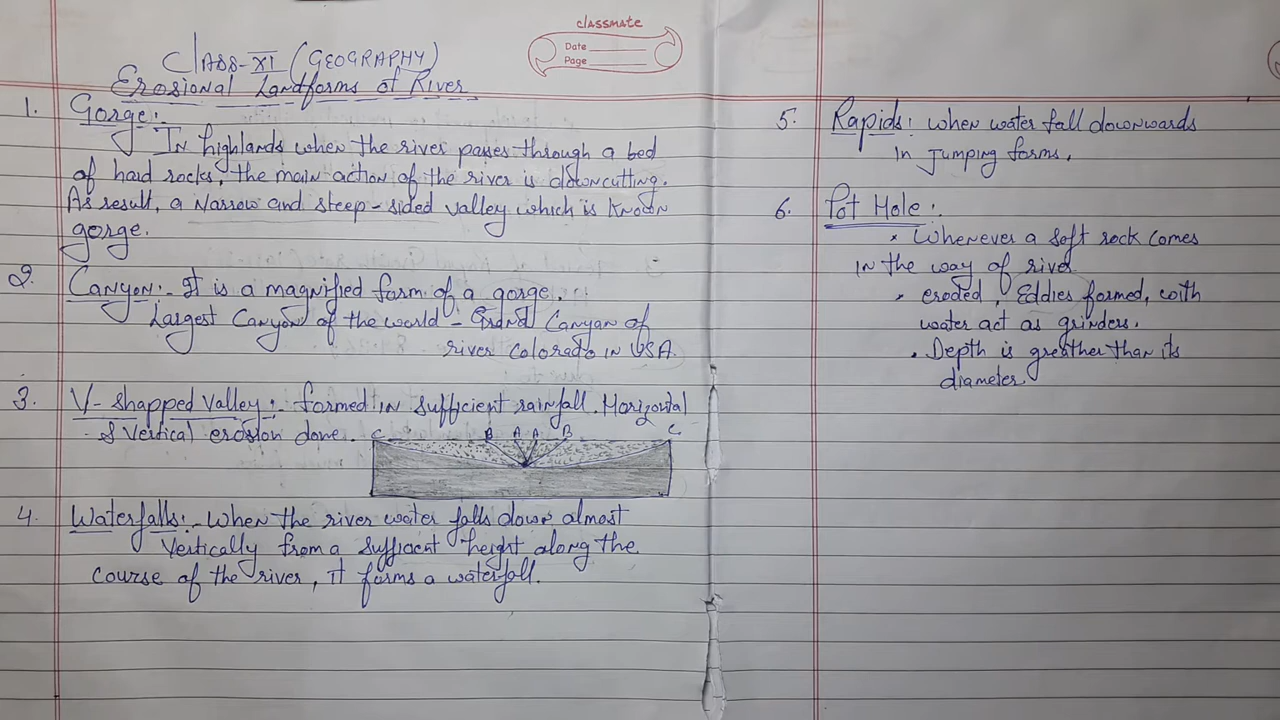 classmate
Date
Page
Class-XI (GEOGRAPHY)
Erosional Landforms of River
1. Gorge:-
In highlands when the river passes through a bed
of hard rocks, the main action of the river is downcutting.
As result, a narrow and steep-sided valley which is known
gorge.
2. Canyon:- It is a magnified form of a gorge.
Largest Canyon of the world - Grand Canyon of
river Colorado in USA.
3. V-Shapped Valley:- formed in sufficient rainfall. Horizontal
& Vertical erosion done.
C B A A B C
4. Waterfalls:- When the river water falls down almost
Vertically from a sufficent height along the
course of the river, it forms a waterfall.
5. Rapids: when water fall downwards
in Jumping forms.
6. Pot Hole:-
* Whenever a soft rock comes
in the way of river
* eroded, Eddies formed, with
water act as grinders.
• Depth is greather than its
diameter